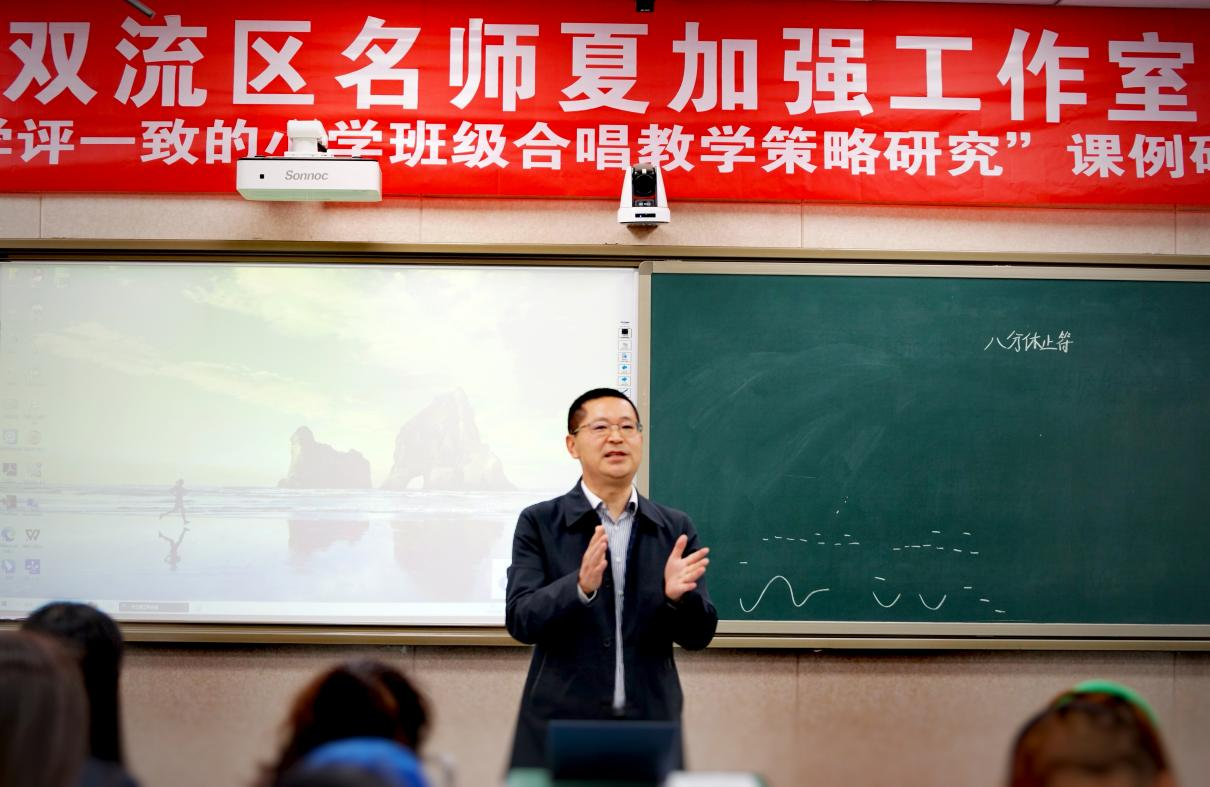 双流区名师夏加强工作室
学评一致的小学班级合唱教学策略研究”课例研
Sonnoc
八分休止符